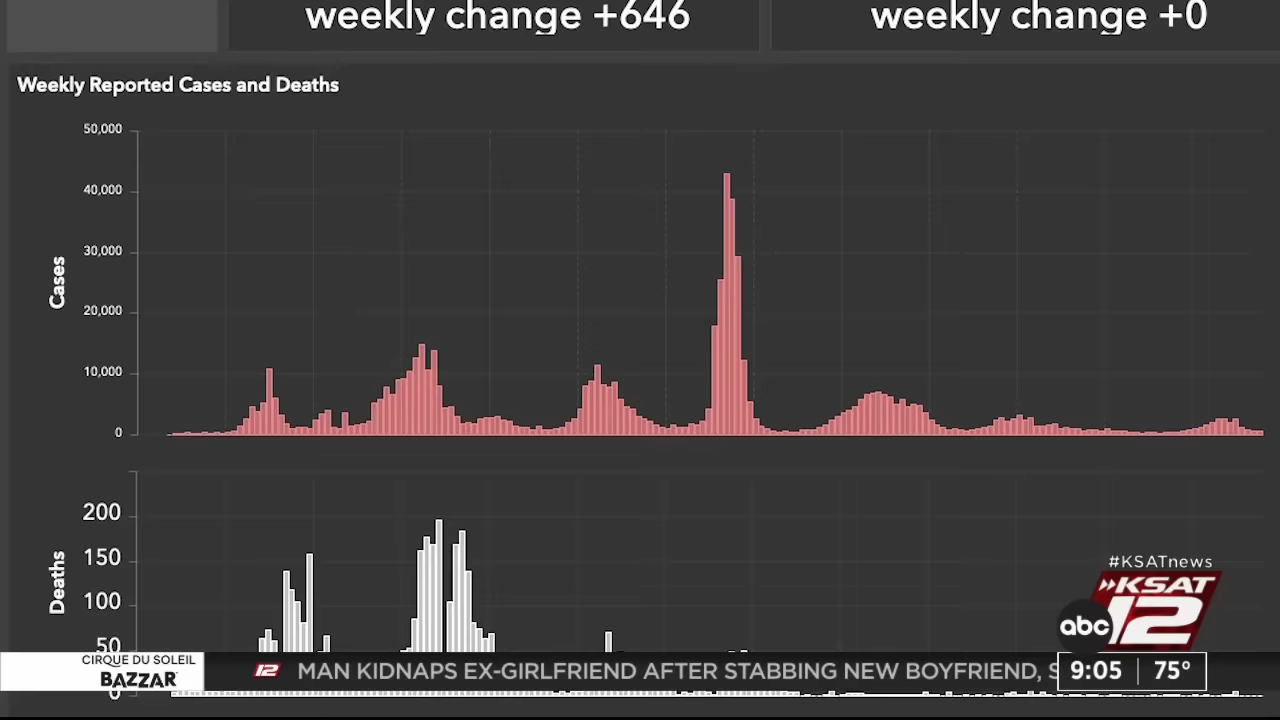 weekly change +646
weekly change +0
Weekly Reported Cases and Deaths
50,000
40,000
30,000
20,000
10,000
0
Cases
200
150
100
50
0
Deaths
#KSATnews
KSAT
abc
12
CIRQUE DU SOLEIL
BAZZAR
12
MAN KIDNAPS EX-GIRLFRIEND AFTER STABBING NEW BOYFRIEND, S
9:05
75°